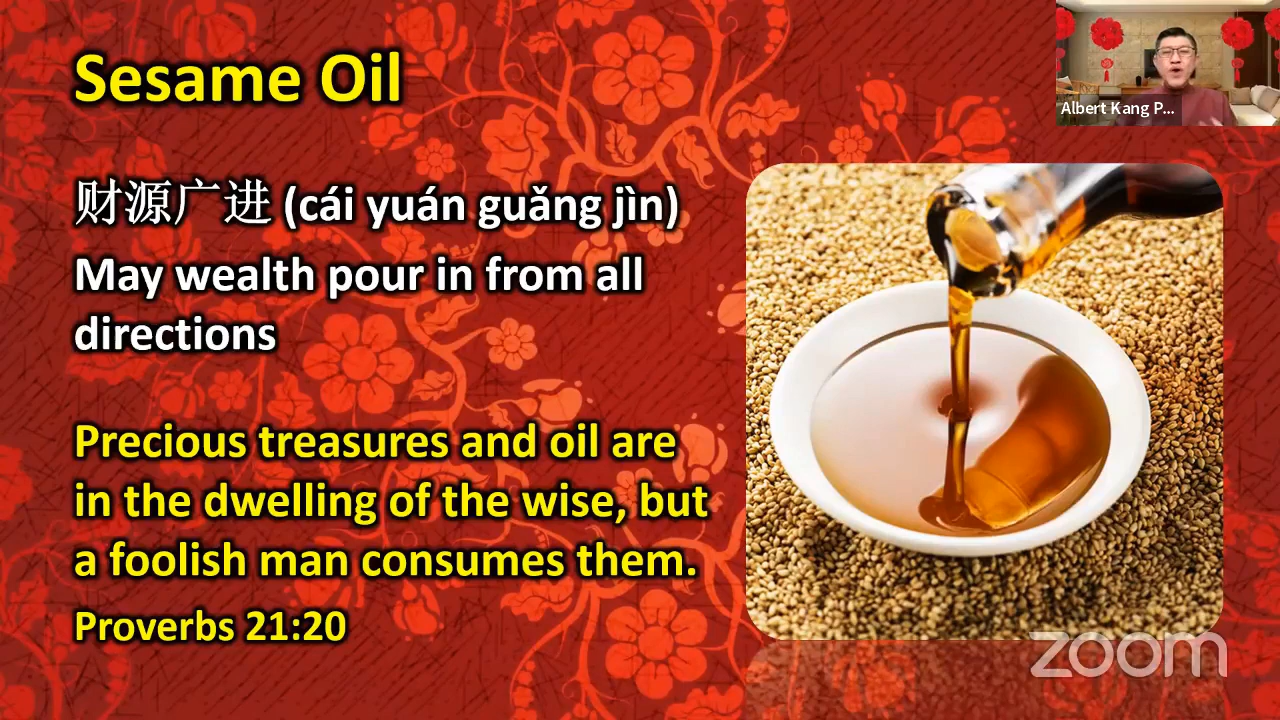 Sesame Oil
Albert Kang P...
财源广进 (cái yuán guǎng jìn)
May wealth pour in from all
directions
Precious treasures and oil are
in the dwelling of the wise, but
a foolish man consumes them.
Proverbs 21:20
zoom